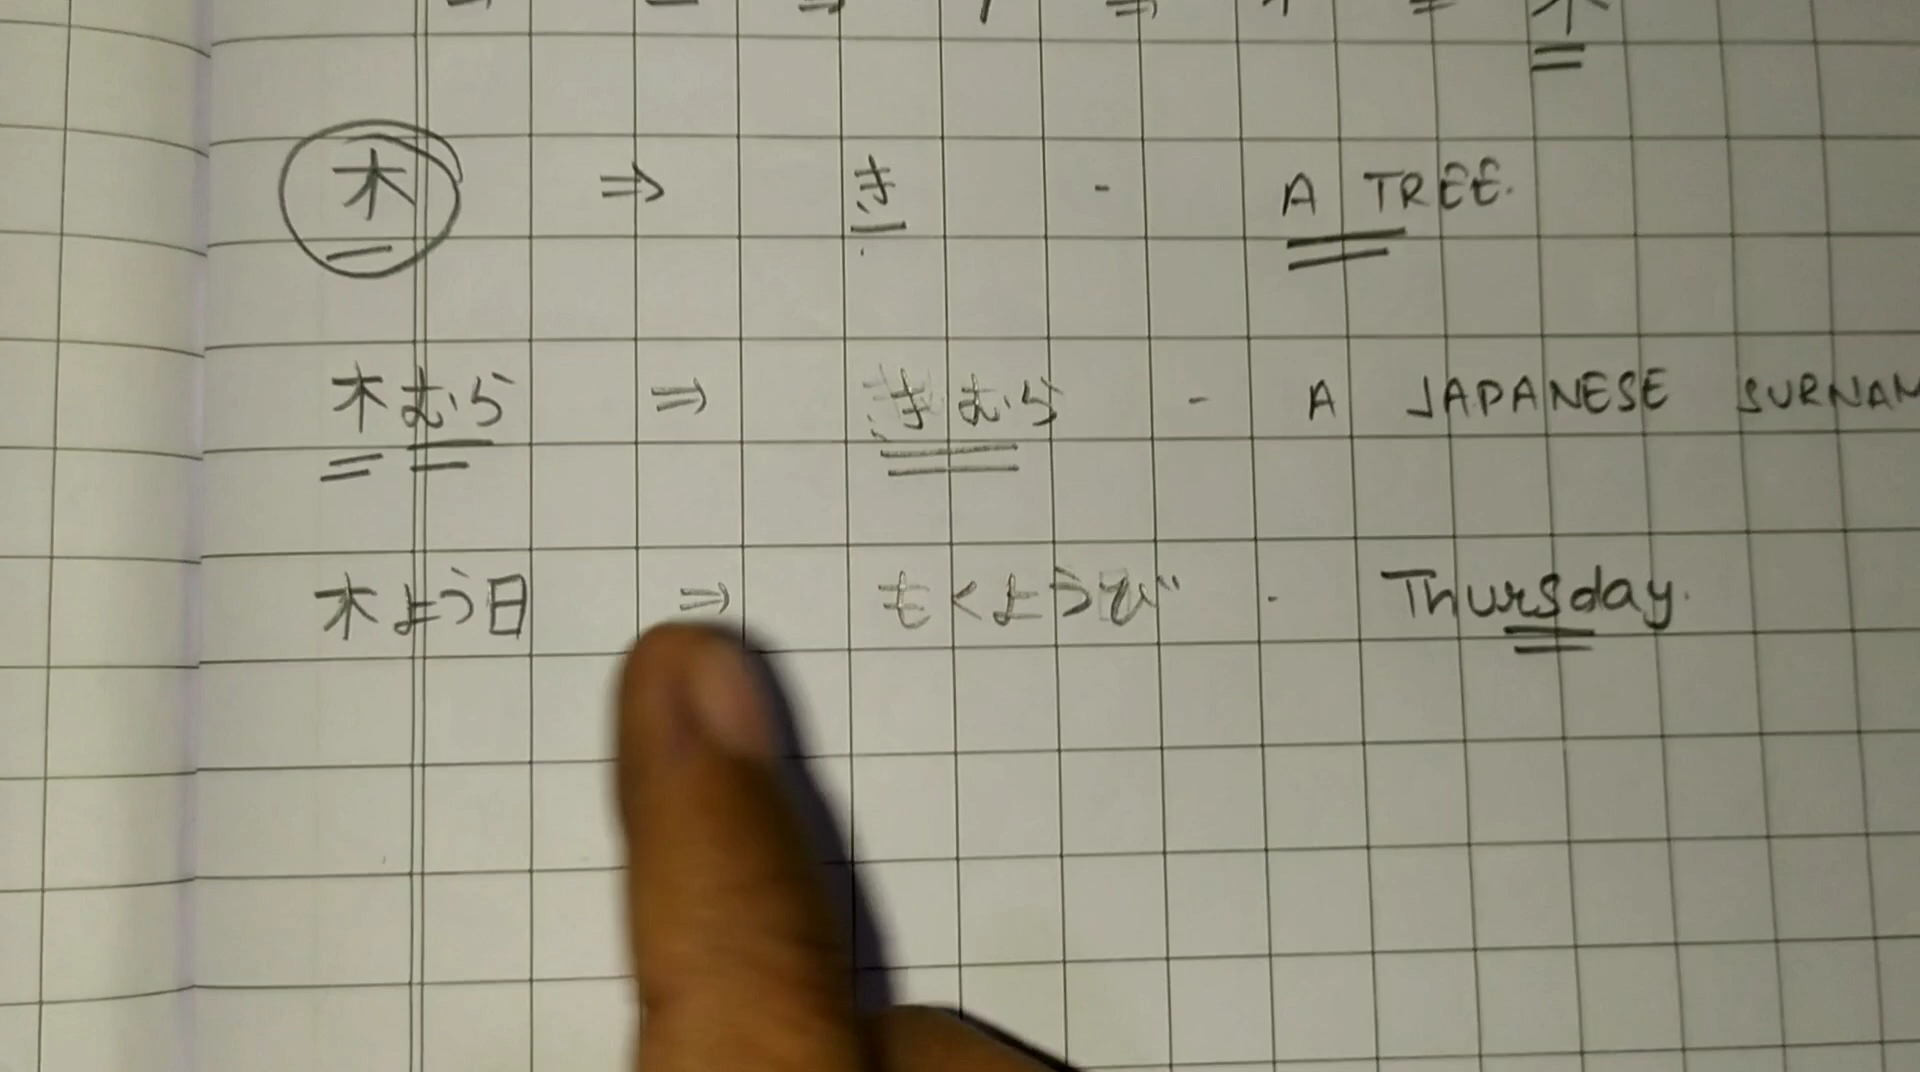 木 ⇒ き - A TREE.
木むら ⇒ きむら - A JAPANESE SURNAM
木よう日 ⇒ もくようび - Thursday.